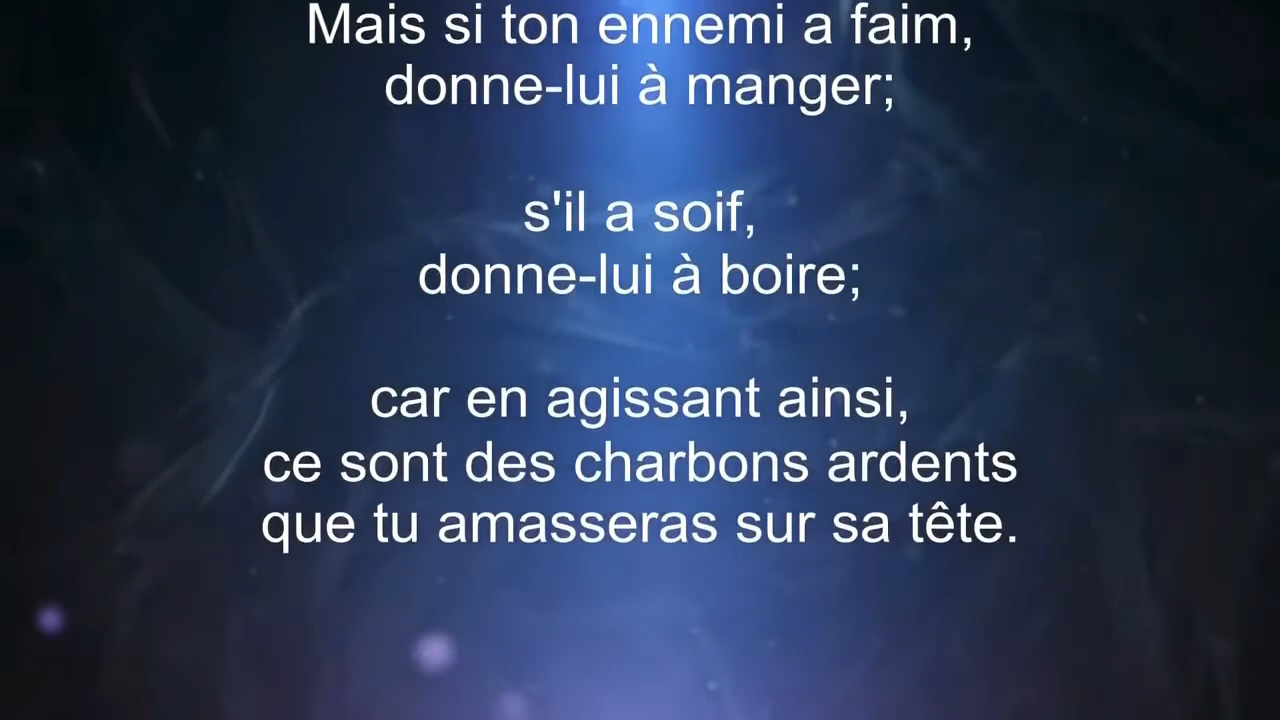 Mais si ton ennemi a faim,
donne-lui à manger;
s'il a soif,
donne-lui à boire;
car en agissant ainsi,
ce sont des charbons ardents
que tu amasseras sur sa tête.